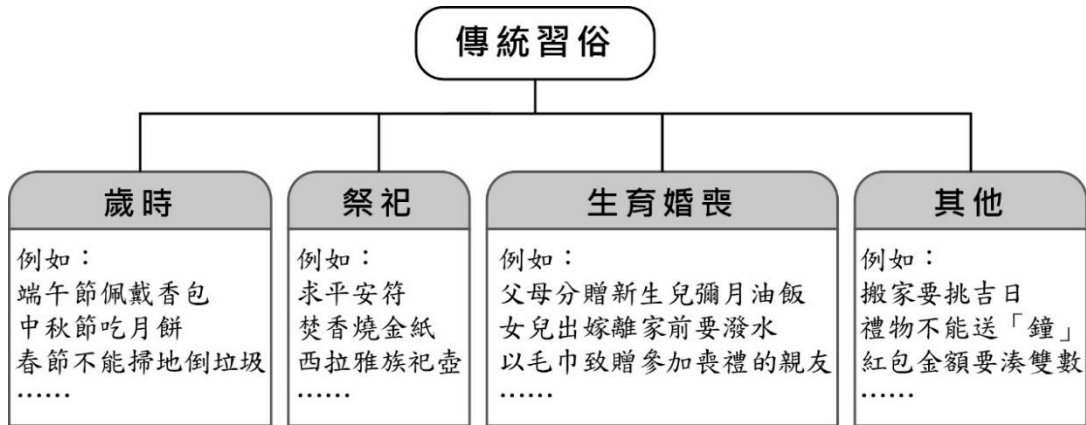 傳統習俗
歲時
例如：
端午節佩戴香包
中秋節吃月餅
春節不能掃地倒垃圾
……
祭祀
例如：
求平安符
焚香燒金紙
西拉雅族祀壺
……
生育婚喪
例如：
父母分贈新生兒彌月油飯
女兒出嫁離家前要潑水
以毛巾致贈參加喪禮的親友
……
其他
例如：
搬家要挑吉日
禮物不能送「鐘」
紅包金額要湊雙數
……